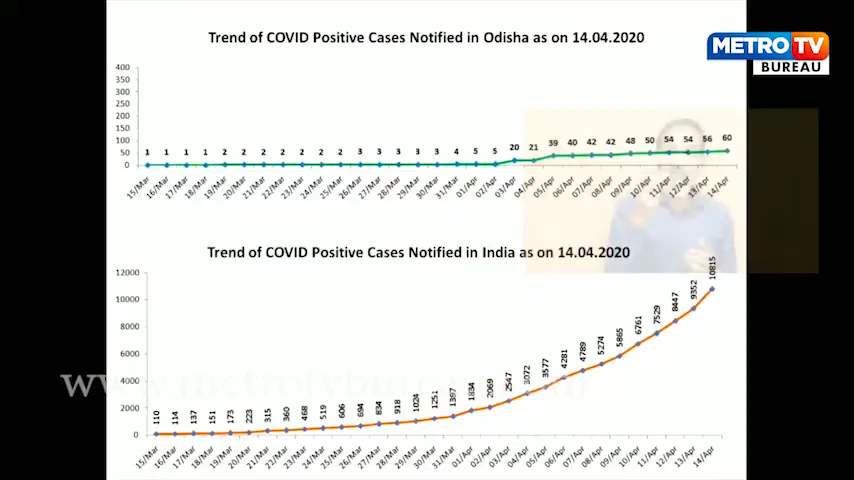 Trend of COVID Positive Cases Notified in Odisha as on 14.04.2020
METRO TV
BUREAU
400
350
300
250
200
150
100
50
0
1 1 1 1 2 2 2 2 2 2 2 3 3 3 3 3 4 5 5 20 21 39 40 42 42 48 50 54 54 56 60
15/Mar 16/Mar 17/Mar 18/Mar 19/Mar 20/Mar 21/Mar 22/Mar 23/Mar 24/Mar 25/Mar 26/Mar 27/Mar 28/Mar 29/Mar 30/Mar 31/Mar 01/Apr 02/Apr 03/Apr 04/Apr 05/Apr 06/Apr 07/Apr 08/Apr 09/Apr 10/Apr 11/Apr 12/Apr 13/Apr 14/Apr
Trend of COVID Positive Cases Notified in India as on 14.04.2020
12000
10000
8000
6000
4000
2000
0
110 114 137 151 173 223 315 360 468 519 606 694 834 918 1024 1251 1397 1834 2069 2547 3072 3577 4281 4789 5274 5865 6761 7529 8447 9352 10815
15/Mar 16/Mar 17/Mar 18/Mar 19/Mar 20/Mar 21/Mar 22/Mar 23/Mar 24/Mar 25/Mar 26/Mar 27/Mar 28/Mar 29/Mar 30/Mar 31/Mar 01/Apr 02/Apr 03/Apr 04/Apr 05/Apr 06/Apr 07/Apr 08/Apr 09/Apr 10/Apr 11/Apr 12/Apr 13/Apr 14/Apr